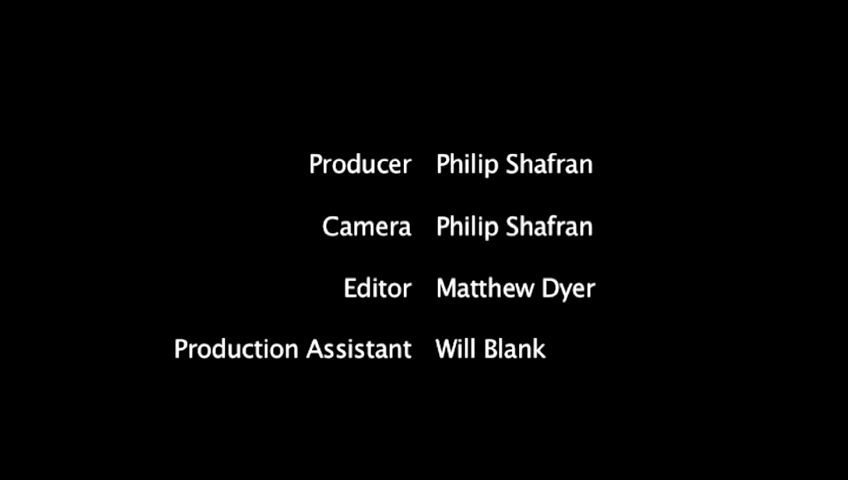 Producer Philip Shafran
Camera Philip Shafran
Editor Matthew Dyer
Production Assistant Will Blank